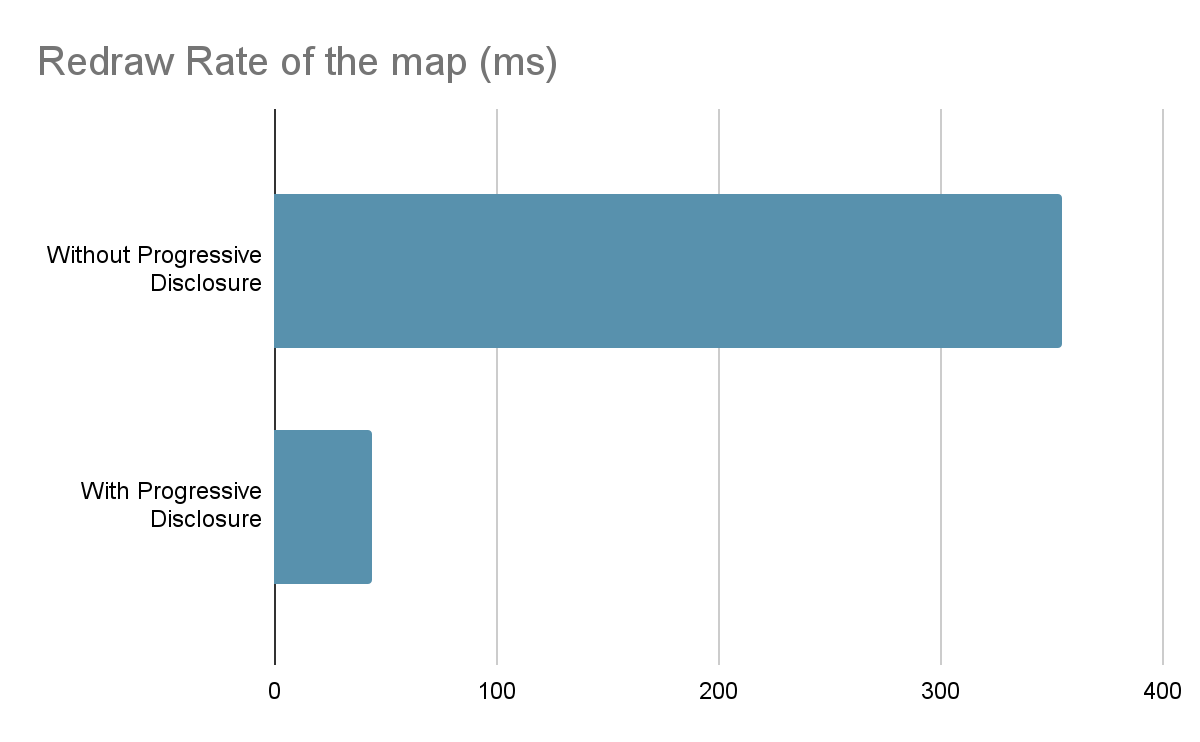 Redraw Rate of the map (ms)
Without Progressive
Disclosure
With Progressive
Disclosure
0 100 200 300 400